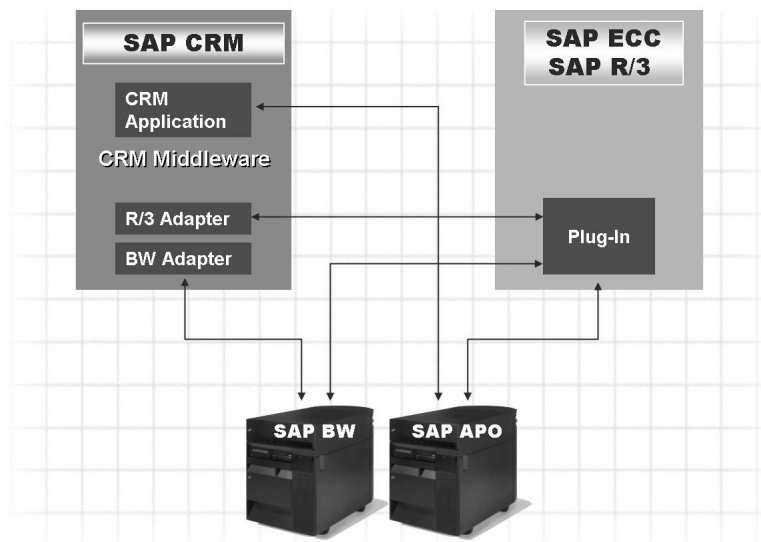 SAP CRM
CRM
Application
CRM Middleware
R/3 Adapter
BW Adapter
SAP ECC
SAP R/3
Plug-In
SAP BW
SAP APO